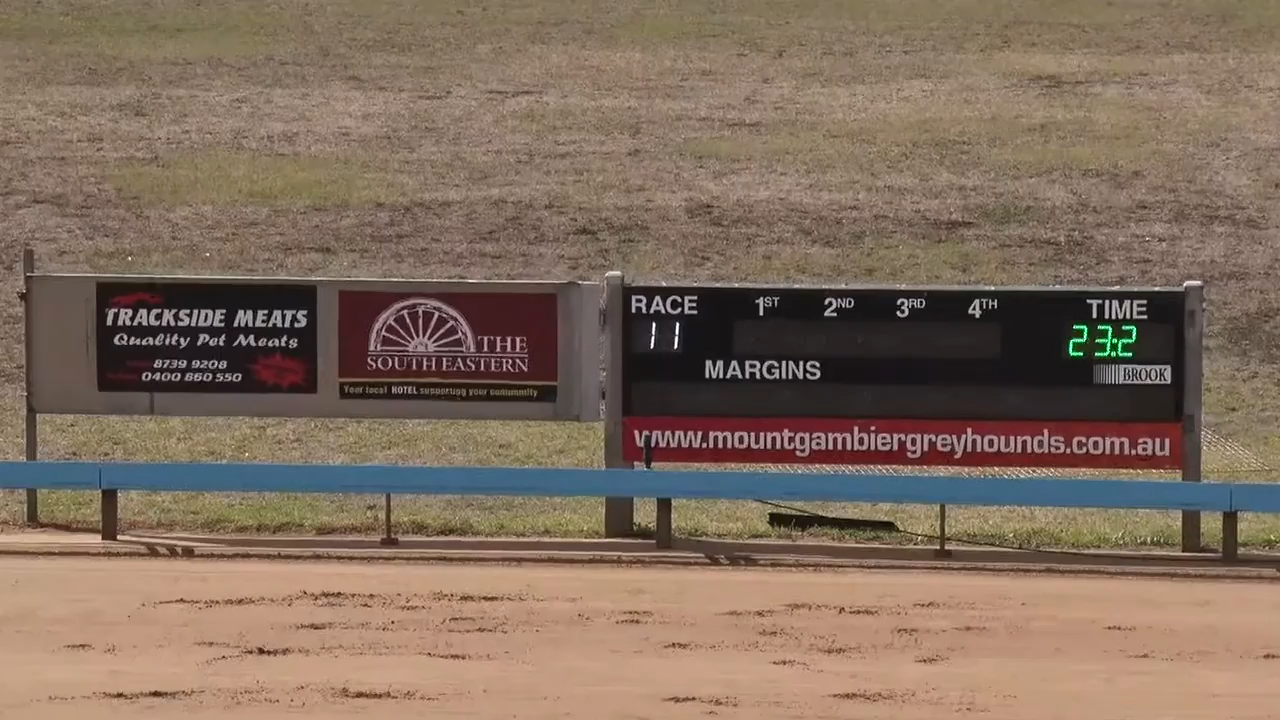 TRACKSIDE MEATS
Quality Pet Meats
8739 9208
0400 860 550
THE
SOUTH EASTERN
Your local HOTEL supporting your community
RACE 1ST 2ND 3RD 4TH TIME
11 23:2
MARGINS
BROOK
www.mountgambiergreyhounds.com.au